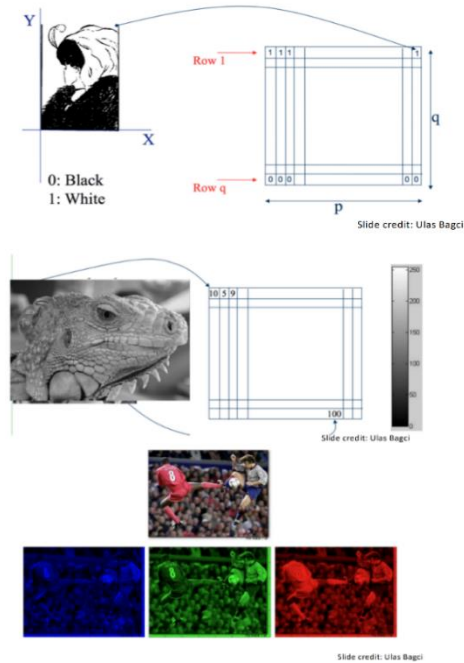 Y
Row 1
1 1 1 1
q
X
0: Black
1: White
Row q
0 0 0 0 0
p
Slide credit: Ulas Bagci
10 5 9
250
200
150
100
50
0
100
Slide credit: Ulas Bagci
8
8
Slide credit: Ulas Bagci